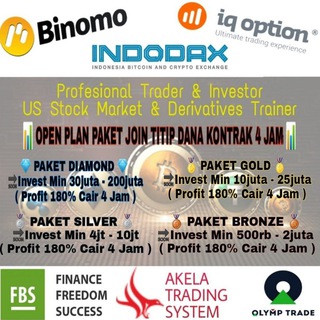 Binomo
iq option
Ultimate trading experience
INDODAX
INDONESIA BITCOIN AND CRYPTO EXCHANGE
Profesional Trader & Investor
US Stock Market & Derivatives Trainer
OPEN PLAN PAKET JOIN TITIP DANA KONTRAK 4 JAM
PAKET DIAMOND
Invest Min 30juta - 200juta
( Profit 180% Cair 4 Jam )
PAKET GOLD
Invest Min 10juta - 25juta
( Profit 180% Cair 4 Jam )
PAKET SILVER
Invest Min 4jt - 10jt
( Profit 180% Cair 4 Jam )
PAKET BRONZE
Invest Min 500rb - 2juta
( Profit 180% Cair 4 Jam )
FBS
FINANCE
FREEDOM
SUCCESS
AKELA
TRADING
SYSTEM
OLYMP TRADE